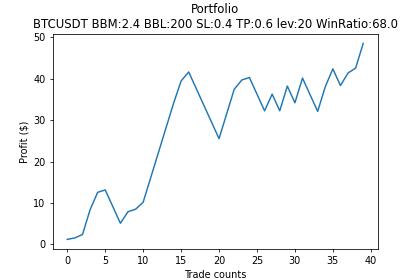 Portfolio
BTCUSDT BBM:2.4 BBL:200 SL:0.4 TP:0.6 lev:20 WinRatio:68.0
50
40
30
20
10
0
Profit ($)
0 5 10 15 20 25 30 35 40
Trade counts